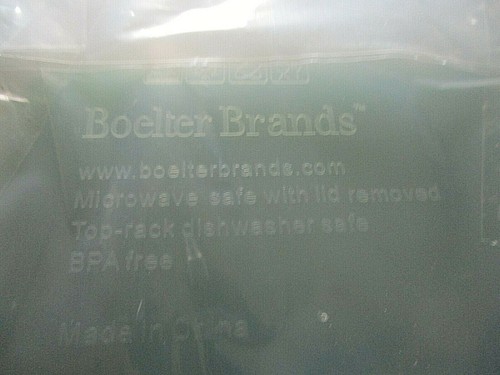 Boelter Brands™
www.boelterbrands.com
Microwave safe with lid removed
Top-rack dishwasher safe
BPA free
Made in China